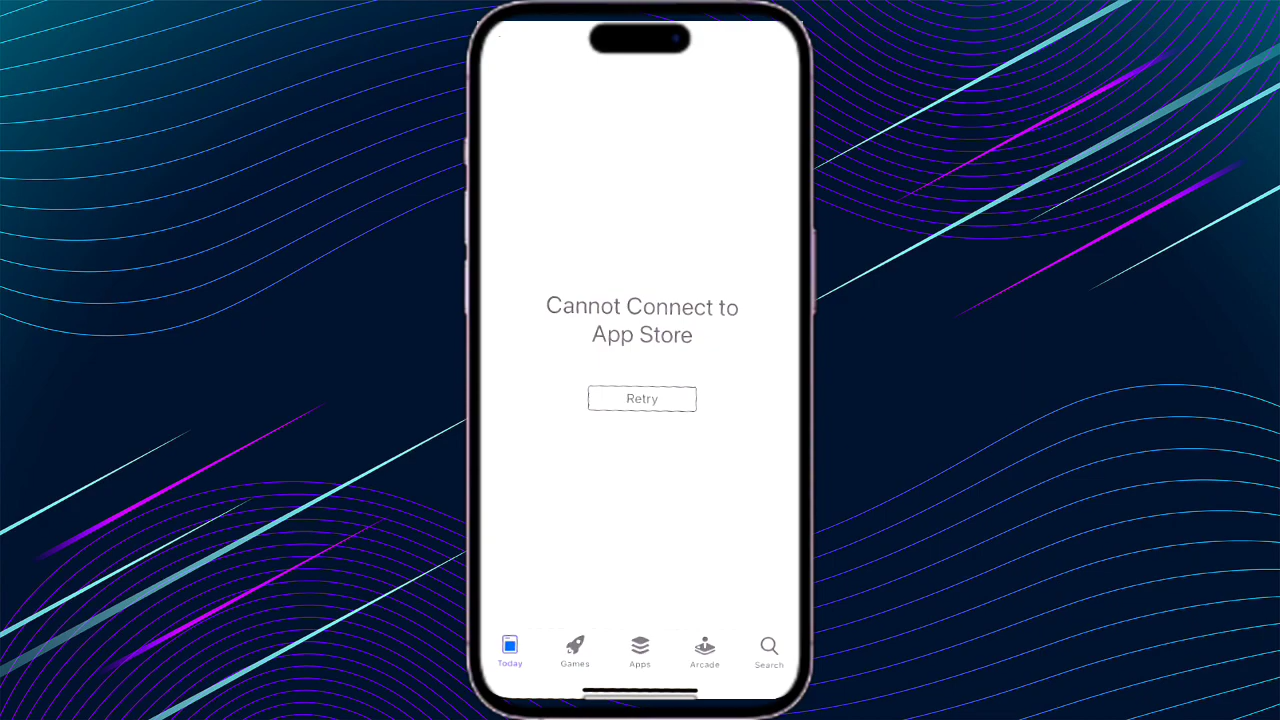 Cannot Connect to
App Store
Retry
Today
Games
Apps
Arcade
Search